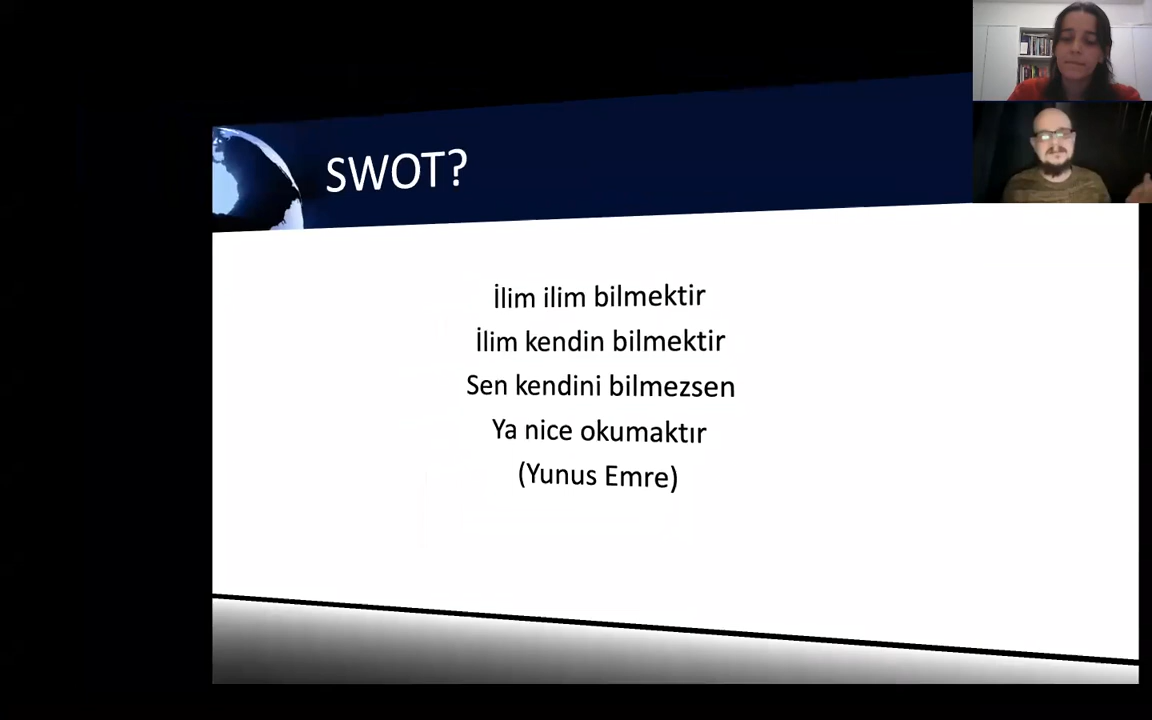 SWOT?
İlim ilim bilmektir
İlim kendin bilmektir
Sen kendini bilmezsen
Ya nice okumaktır
(Yunus Emre)